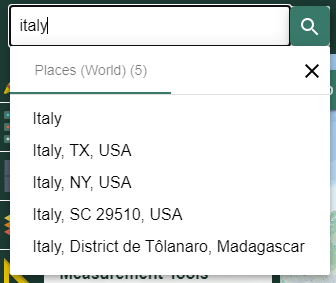 italy
Places (World) (5)
Italy
Italy, TX, USA
Italy, NY, USA
Italy, SC 29510, USA
Italy, District de Tôlanaro, Madagascar
Measurement Tools